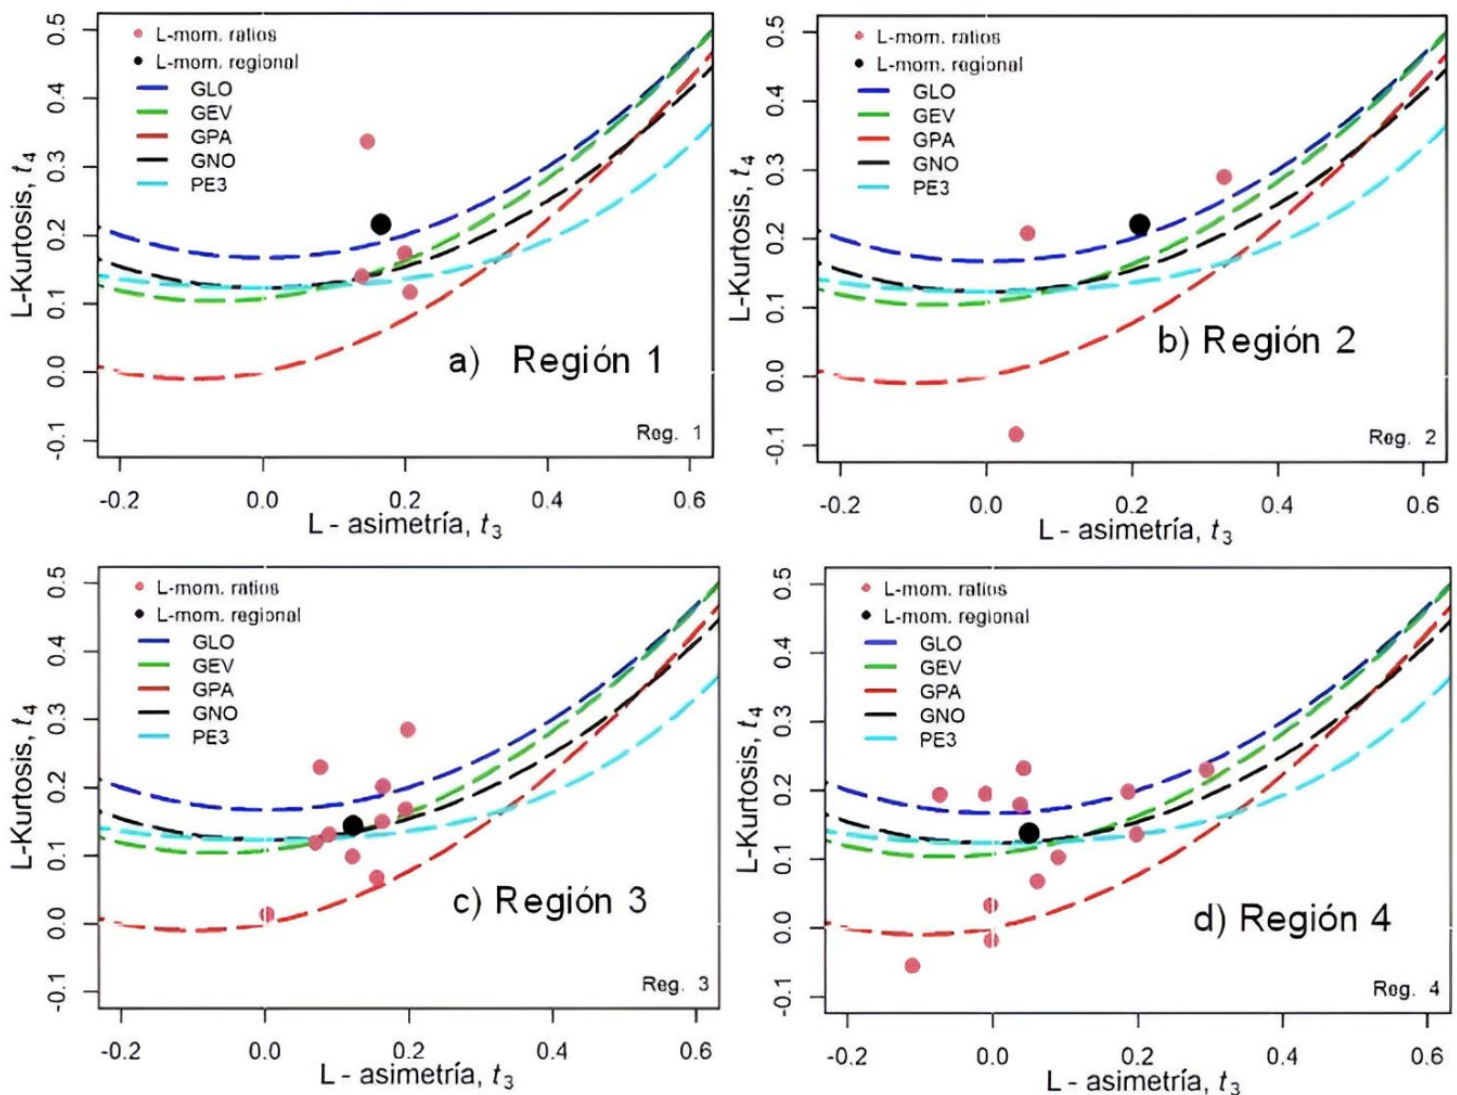 0.5
0.4
0.3
0.2
0.1
0.0
-0.1
L-Kurtosis, t4
L-mom. ratios
L-mom. regional
GLO
GEV
GPA
GNO
PE3
a) Región 1
Reg. 1
-0.2 0.0 0.2 0.4 0.6
L - asimetría, t3
0.5
0.4
0.3
0.2
0.1
0.0
-0.1
L-Kurtosis, t4
L-mom. ratios
L-mom. regional
GLO
GEV
GPA
GNO
PE3
b) Región 2
Reg. 2
-0.2 0.0 0.2 0.4 0.6
L - asimetría, t3
0.5
0.4
0.3
0.2
0.1
0.0
-0.1
L-Kurtosis, t4
L-mom. ratios
L-mom. regional
GLO
GEV
GPA
GNO
PE3
c) Región 3
Reg. 3
-0.2 0.0 0.2 0.4 0.6
L - asimetría, t3
0.5
0.4
0.3
0.2
0.1
0.0
-0.1
L-Kurtosis, t4
L-mom. ratios
L-mom. regional
GLO
GEV
GPA
GNO
PE3
d) Región 4
Reg. 4
-0.2 0.0 0.2 0.4 0.6
L - asimetría, t3